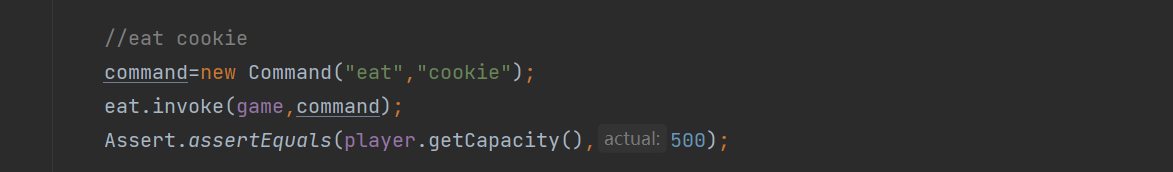 //eat cookie
command=new Command("eat","cookie");
eat.invoke(game,command);
Assert.assertEquals(player.getCapacity(), actual: 500);